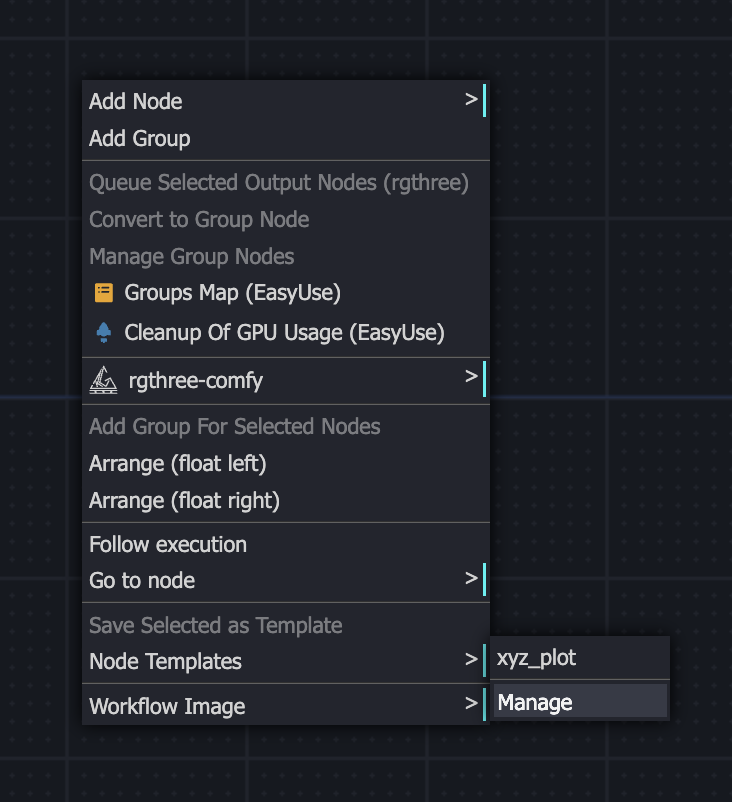 Add Node >
Add Group
Queue Selected Output Nodes (rgthree)
Convert to Group Node
Manage Group Nodes
Groups Map (EasyUse)
Cleanup Of GPU Usage (EasyUse)
rgthree-comfy >
Add Group For Selected Nodes
Arrange (float left)
Arrange (float right)
Follow execution
Go to node >
Save Selected as Template
Node Templates >
Workflow Image >
xyz_plot
Manage